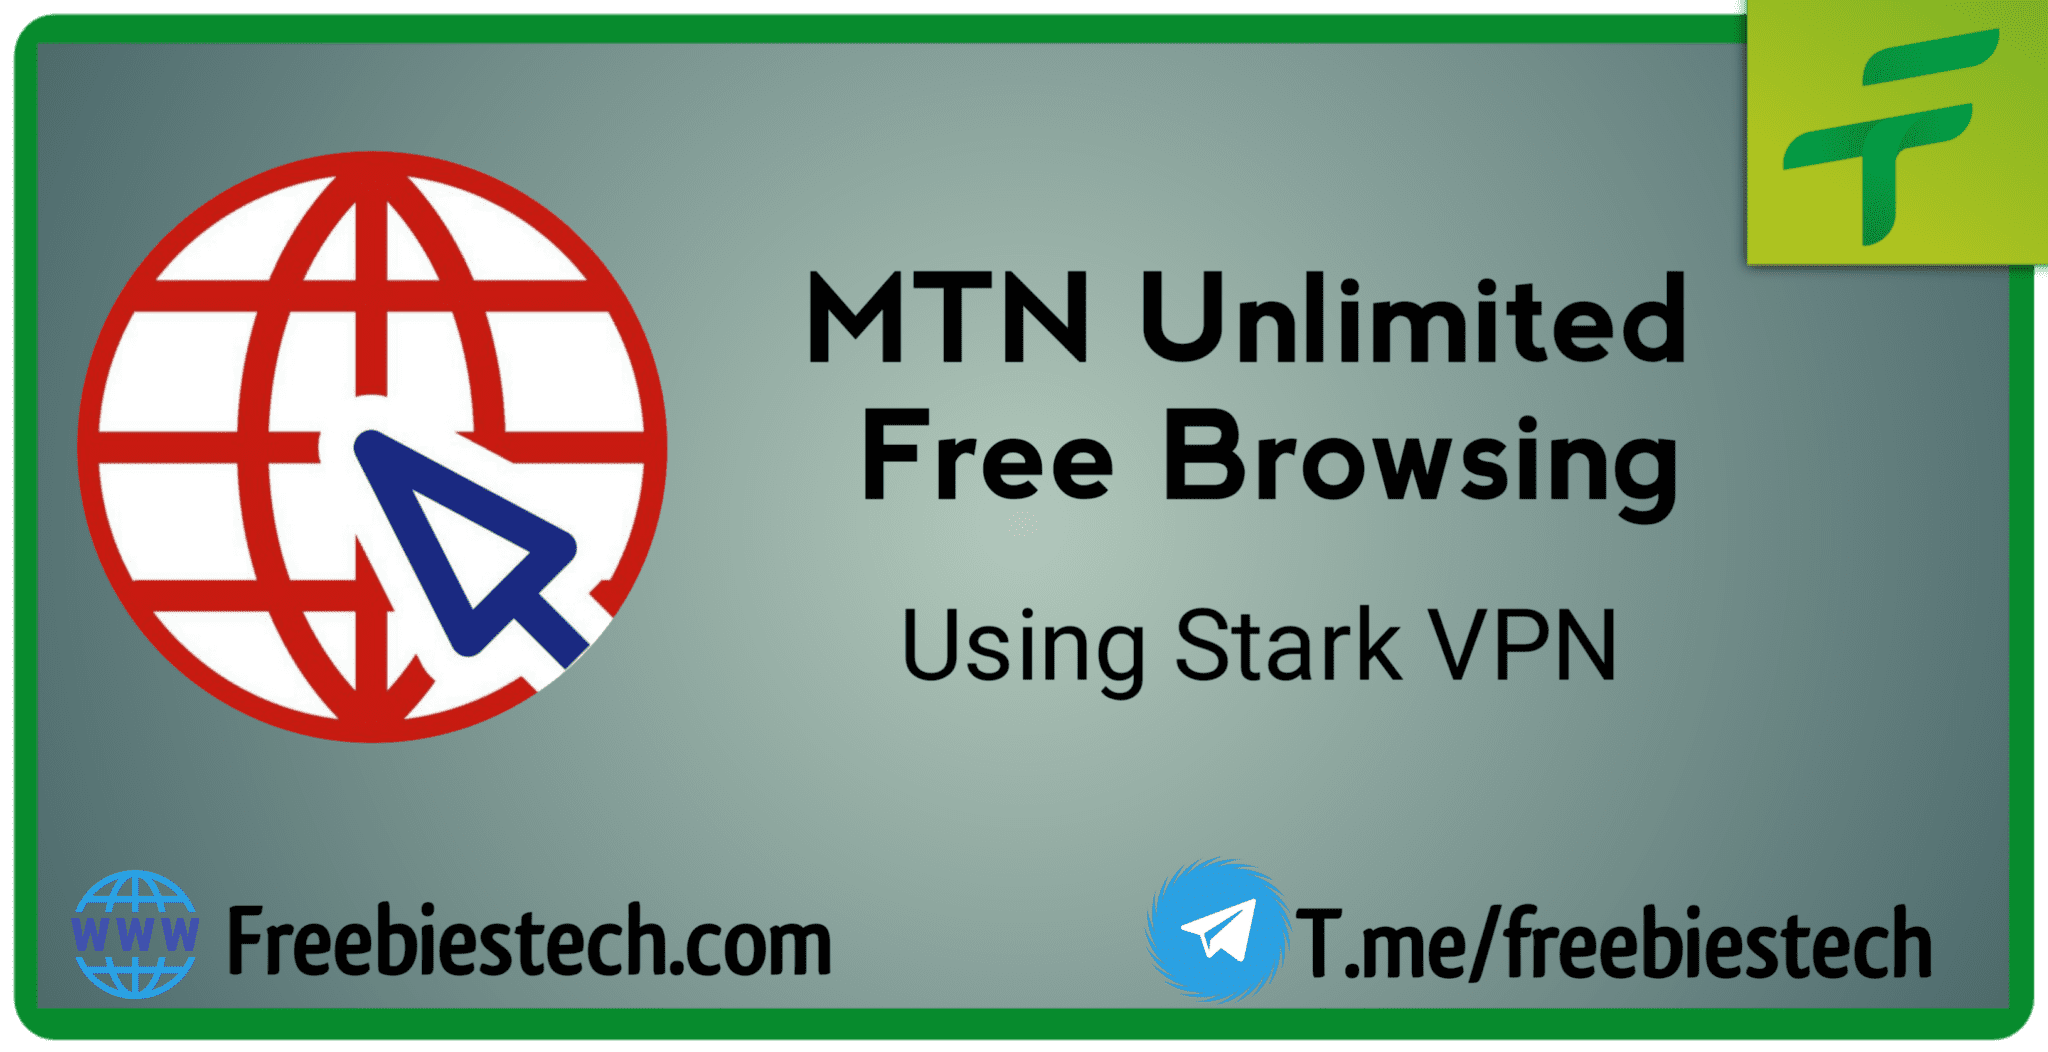 MTN Unlimited
Free Browsing
Using Stark VPN
WWW
Freebiestech.com
T.me/freebiestech